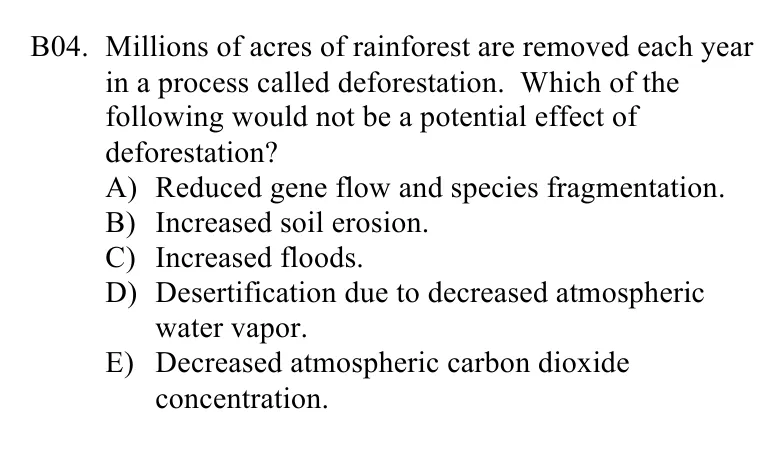 B04. Millions of acres of rainforest are removed each year
in a process called deforestation. Which of the
following would not be a potential effect of
deforestation?
A) Reduced gene flow and species fragmentation.
B) Increased soil erosion.
C) Increased floods.
D) Desertification due to decreased atmospheric
water vapor.
E) Decreased atmospheric carbon dioxide
concentration.